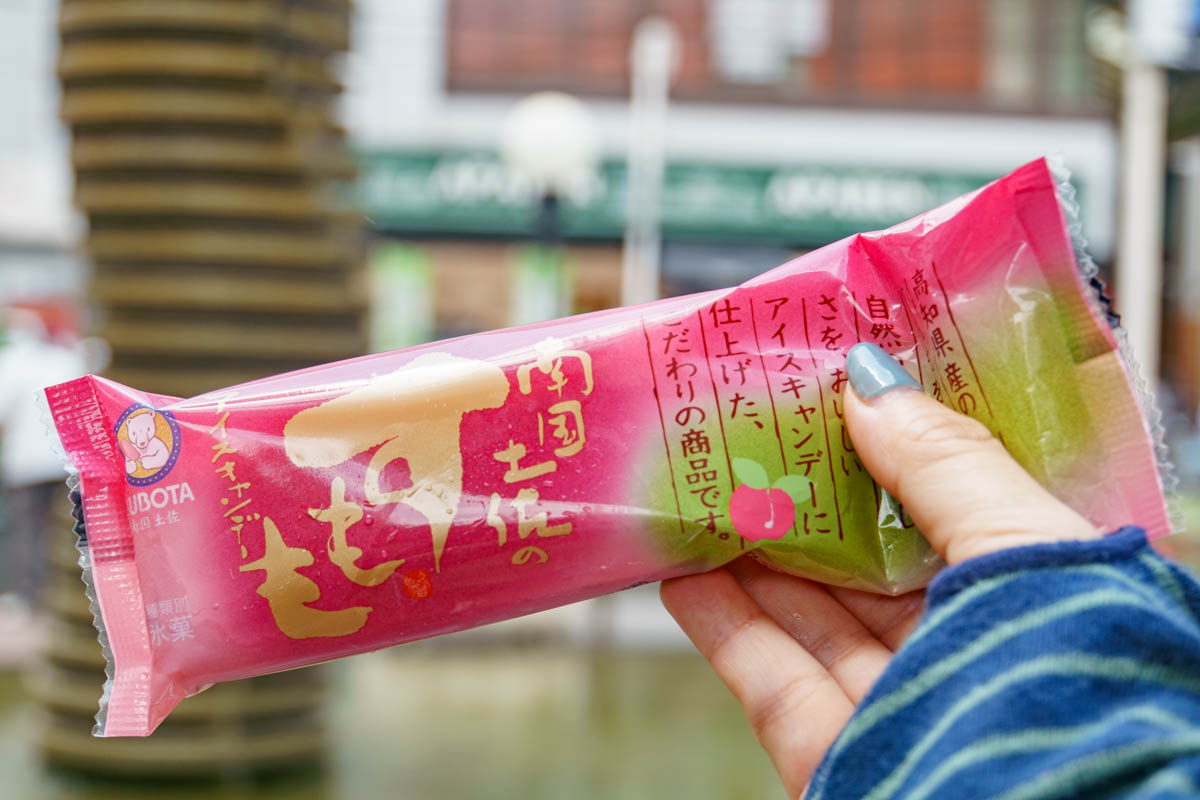 高知県産の
自然
さをおいしい
アイスキャンデーに
仕上げた、
こだわりの商品です。
南国土佐の
すもも
アイスキャンデー
UBOTA
国土佐
種類別
氷菓